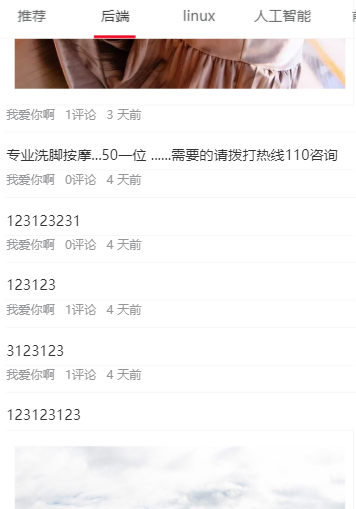 推荐 后端 linux 人工智能
我爱你啊 1评论 3 天前
专业洗脚按摩...50一位 ......需要的请拨打热线110咨询
我爱你啊 0评论 4 天前
123123231
我爱你啊 0评论 4 天前
123123
我爱你啊 1评论 4 天前
3123123
我爱你啊 1评论 4 天前
123123123